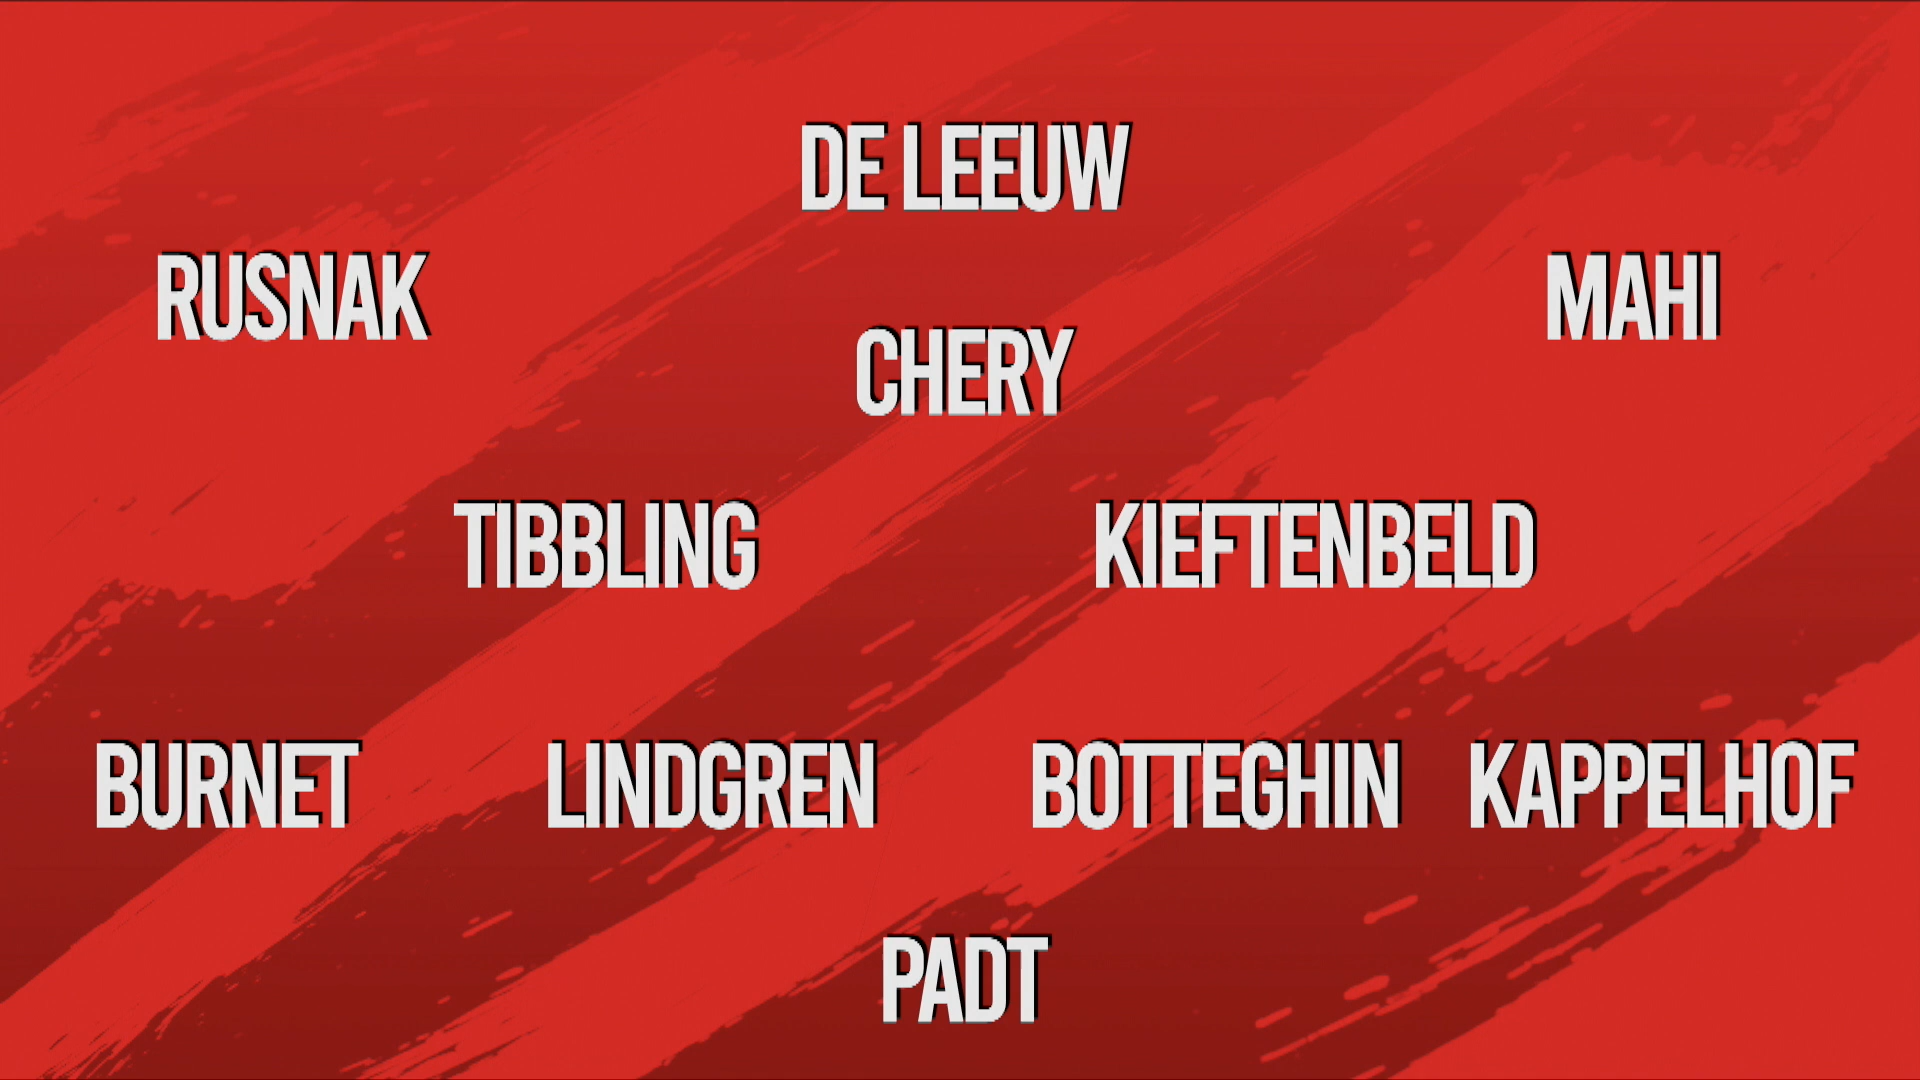 DE LEEUW
RUSNAK MAHI
CHERY
TIBBLING KIEFTENBELD
BURNET LINDGREN BOTTEGHIN KAPPELHOF
PADT